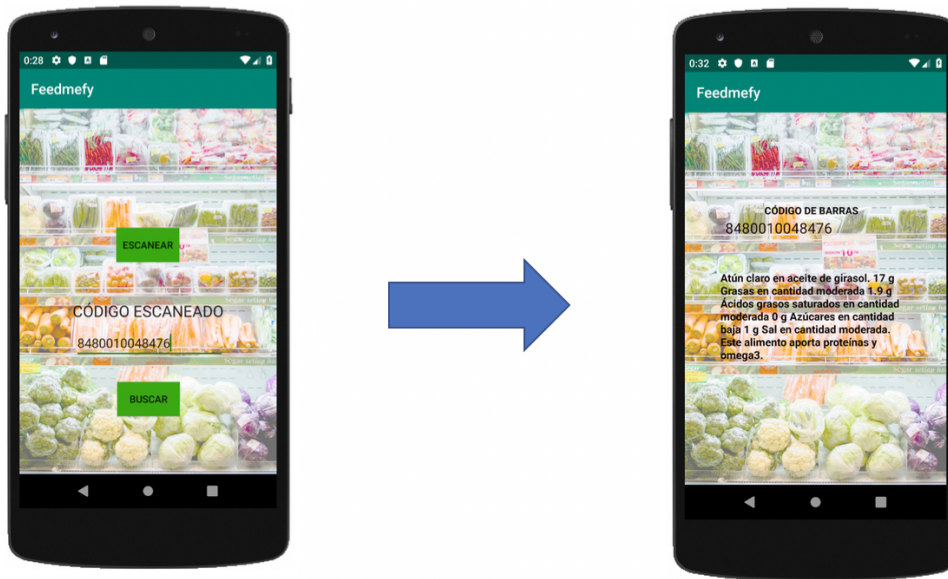 0:28
Feedmefy
ESCANEAR
CÓDIGO ESCANEADO
8480010048476
BUSCAR
0:32
Feedmefy
CÓDIGO DE BARRAS
8480010048476
Atún claro en aceite de girasol. 17 g
Grasas en cantidad moderada 1.9 g
Ácidos grasos saturados en cantidad
moderada 0 g Azúcares en cantidad
baja 1 g Sal en cantidad moderada.
Este alimento aporta proteínas y
omega3.